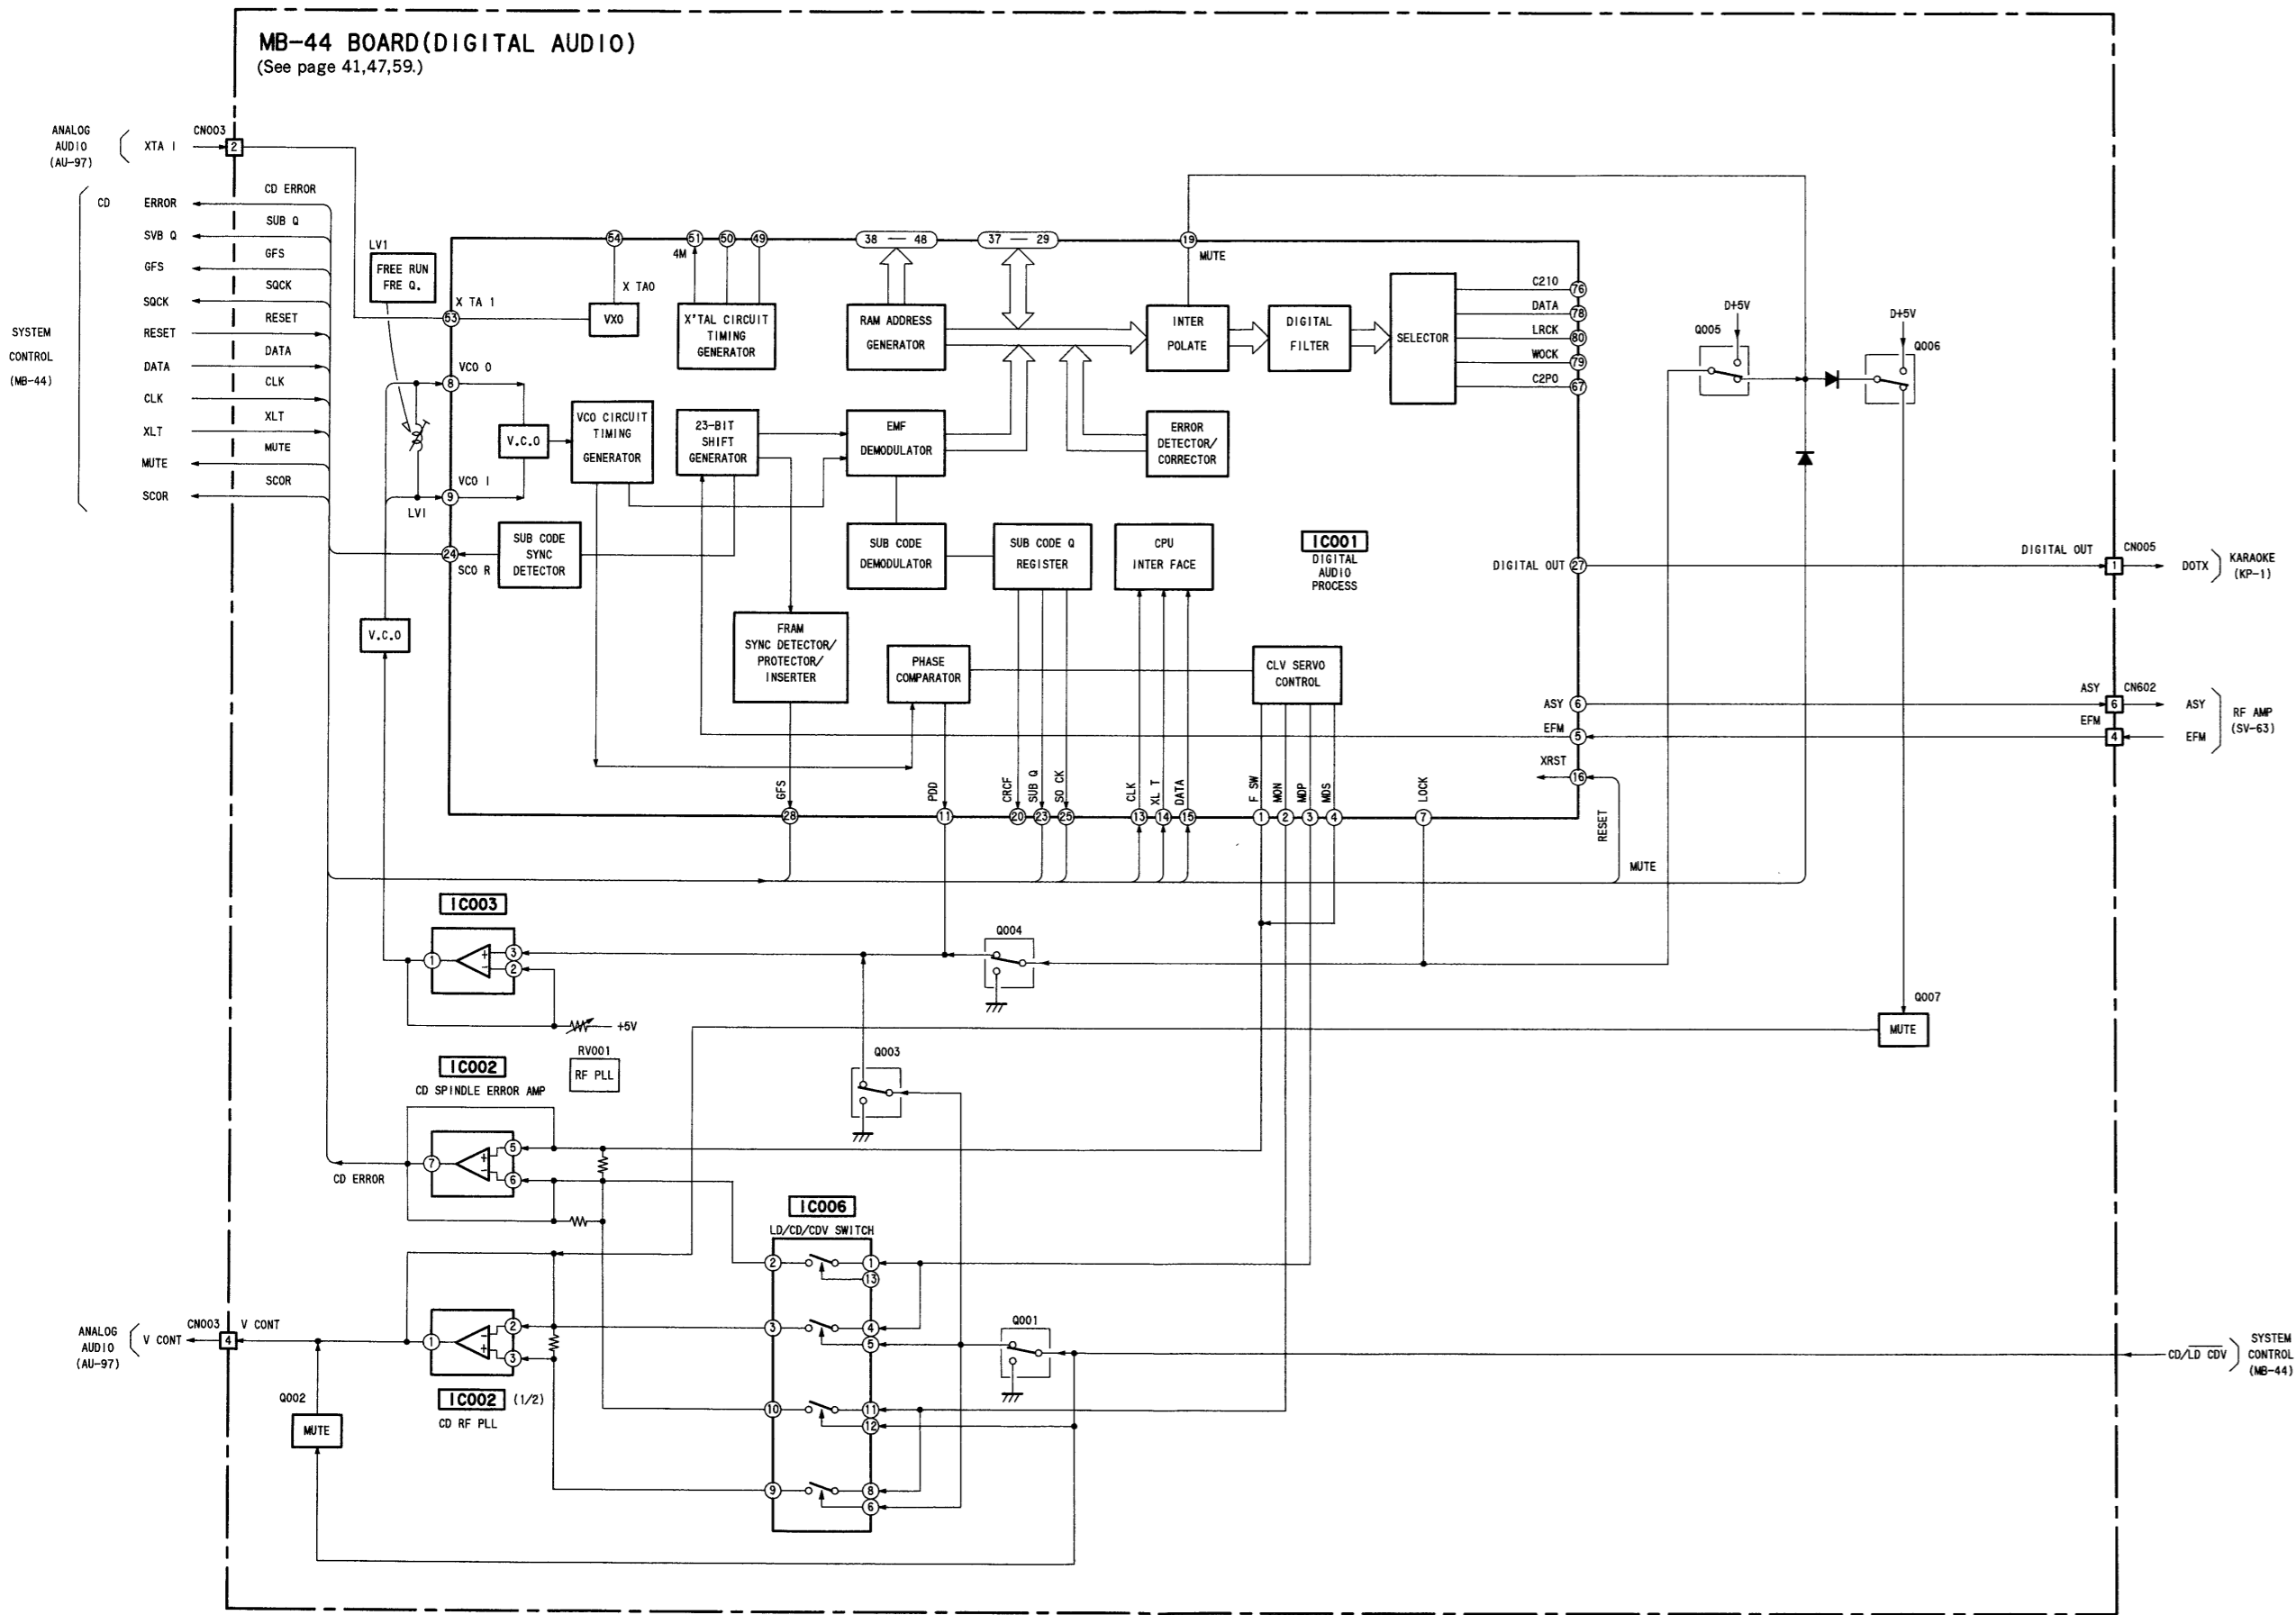 MB-44 BOARD(DIGITAL AUDIO)
(See page 41,47,59.)
ANALOG
AUDIO
(AU-97)
XTA I
CN003
2
SYSTEM
CONTROL
(MB-44)
CD
ERROR
SVB Q
GFS
SQCK
RESET
DATA
CLK
XLT
MUTE
SCOR
CD ERROR
SUB Q
GFS
SQCK
RESET
DATA
CLK
XLT
MUTE
SCOR
LV1
FREE RUN
FRE Q.
54
51
50
49
38 — 48
37 — 29
19
4M
MUTE
X TA0
X TA 1
53
VXO
X'TAL CIRCUIT
TIMING
GENERATOR
RAM ADDRESS
GENERATOR
INTER
POLATE
DIGITAL
FILTER
SELECTOR
C210
76
DATA
78
LRCK
80
WOCK
79
C2PO
67
D+5V
Q005
D+5V
Q006
VCO 0
8
V.C.O
VCO I
9
LVI
VCO CIRCUIT
TIMING
GENERATOR
23-BIT
SHIFT
GENERATOR
EMF
DEMODULATOR
ERROR
DETECTOR/
CORRECTOR
24
SCO R
SUB CODE
SYNC
DETECTOR
SUB CODE
DEMODULATOR
SUB CODE Q
REGISTER
CPU
INTER FACE
IC001
DIGITAL
AUDIO
PROCESS
DIGITAL OUT
27
DIGITAL OUT
CN005
1
DOTX
KARAOKE
(KP-1)
V.C.O
FRAM
SYNC DETECTOR/
PROTECTOR/
INSERTER
PHASE
COMPARATOR
CLV SERVO
CONTROL
ASY
6
EFM
5
XRST
16
ASY
CN602
6
ASY
EFM
4
EFM
RF AMP
(SV-63)
GFS
PDD
CRCF
SUB Q
SO CK
CLK
XL T
DATA
F SW
MON
MDP
MDS
LOCK
28
11
20
23
25
13
14
15
1
2
3
4
7
RESET
MUTE
IC003
1
3
2
+
-
+5V
RV001
RF PLL
Q004
Q003
Q007
MUTE
IC002
CD SPINDLE ERROR AMP
7
5
6
+
-
CD ERROR
IC006
LD/CD/CDV SWITCH
2
1
13
3
4
5
10
11
12
9
8
6
Q001
ANALOG
AUDIO
(AU-97)
V CONT
CN003
4
V CONT
1
2
3
-
+
IC002
(1/2)
CD RF PLL
Q002
MUTE
CD/LD CDV
SYSTEM
CONTROL
(MB-44)